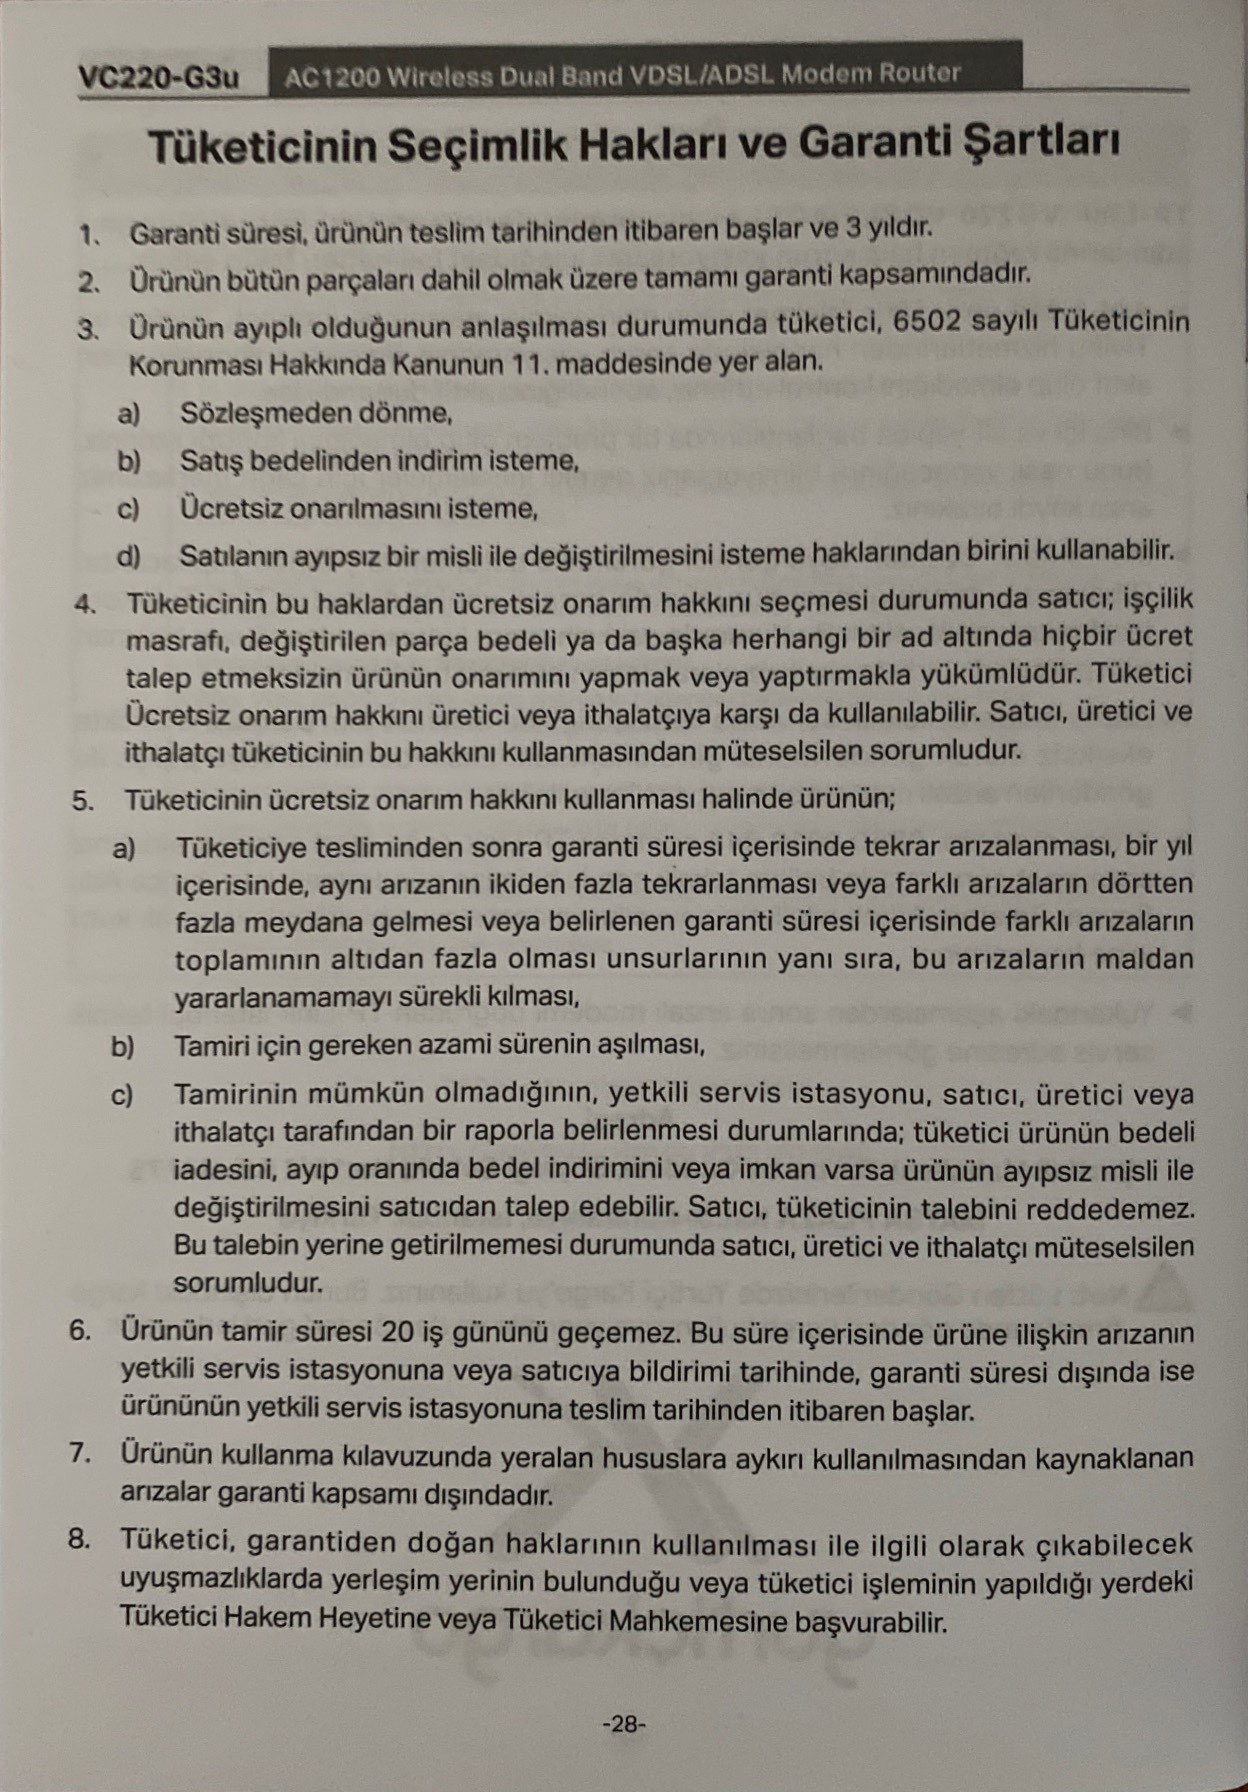 VC220-G3u AC1200 Wireless Dual Band VDSL/ADSL Modem Router
Tüketicinin Seçimlik Hakları ve Garanti Şartları
1. Garanti süresi, ürünün teslim tarihinden itibaren başlar ve 3 yıldır.
2. Ürünün bütün parçaları dahil olmak üzere tamamı garanti kapsamındadır.
3. Ürünün ayıplı olduğunun anlaşılması durumunda tüketici, 6502 sayılı Tüketicinin
Korunması Hakkında Kanunun 11. maddesinde yer alan.
a) Sözleşmeden dönme,
b) Satış bedelinden indirim isteme,
c) Ücretsiz onarılmasını isteme,
d) Satılanın ayıpsız bir misli ile değiştirilmesini isteme haklarından birini kullanabilir.
4. Tüketicinin bu haklardan ücretsiz onarım hakkını seçmesi durumunda satıcı; işçilik
masrafı, değiştirilen parça bedeli ya da başka herhangi bir ad altında hiçbir ücret
talep etmeksizin ürünün onarımını yapmak veya yaptırmakla yükümlüdür. Tüketici
Ücretsiz onarım hakkını üretici veya ithalatçıya karşı da kullanılabilir. Satıcı, üretici ve
ithalatçı tüketicinin bu hakkını kullanmasından müteselsilen sorumludur.
5. Tüketicinin ücretsiz onarım hakkını kullanması halinde ürünün;
a) Tüketiciye tesliminden sonra garanti süresi içerisinde tekrar arızalanması, bir yıl
içerisinde, aynı arızanın ikiden fazla tekrarlanması veya farklı arızaların dörtten
fazla meydana gelmesi veya belirlenen garanti süresi içerisinde farklı arızaların
toplamının altıdan fazla olması unsurlarının yanı sıra, bu arızaların maldan
yararlanamamayı sürekli kılması,
b) Tamiri için gereken azami sürenin aşılması,
c) Tamirinin mümkün olmadığının, yetkili servis istasyonu, satıcı, üretici veya
ithalatçı tarafından bir raporla belirlenmesi durumlarında; tüketici ürünün bedeli
iadesini, ayıp oranında bedel indirimini veya imkan varsa ürünün ayıpsız misli ile
değiştirilmesini satıcıdan talep edebilir. Satıcı, tüketicinin talebini reddedemez.
Bu talebin yerine getirilmemesi durumunda satıcı, üretici ve ithalatçı müteselsilen
sorumludur.
6. Ürünün tamir süresi 20 iş gününü geçemez. Bu süre içerisinde ürüne ilişkin arızanın
yetkili servis istasyonuna veya satıcıya bildirimi tarihinde, garanti süresi dışında ise
ürününün yetkili servis istasyonuna teslim tarihinden itibaren başlar.
7. Ürünün kullanma kılavuzunda yeralan hususlara aykırı kullanılmasından kaynaklanan
arızalar garanti kapsamı dışındadır.
8. Tüketici, garantiden doğan haklarının kullanılması ile ilgili olarak çıkabilecek
uyuşmazlıklarda yerleşim yerinin bulunduğu veya tüketici işleminin yapıldığı yerdeki
Tüketici Hakem Heyetine veya Tüketici Mahkemesine başvurabilir.
-28-